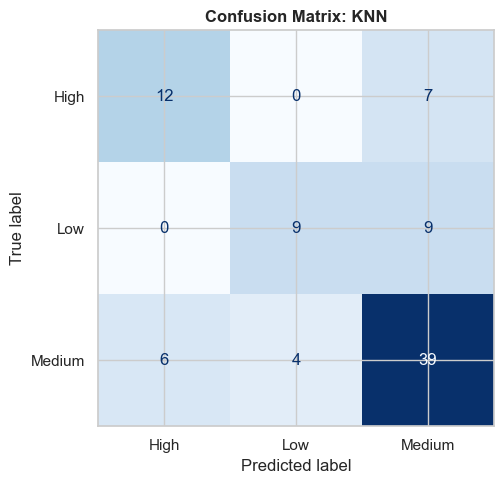 Confusion Matrix: KNN
True label
High
12 0 7
Low
0 9 9
Medium
6 4 39
High Low Medium
Predicted label